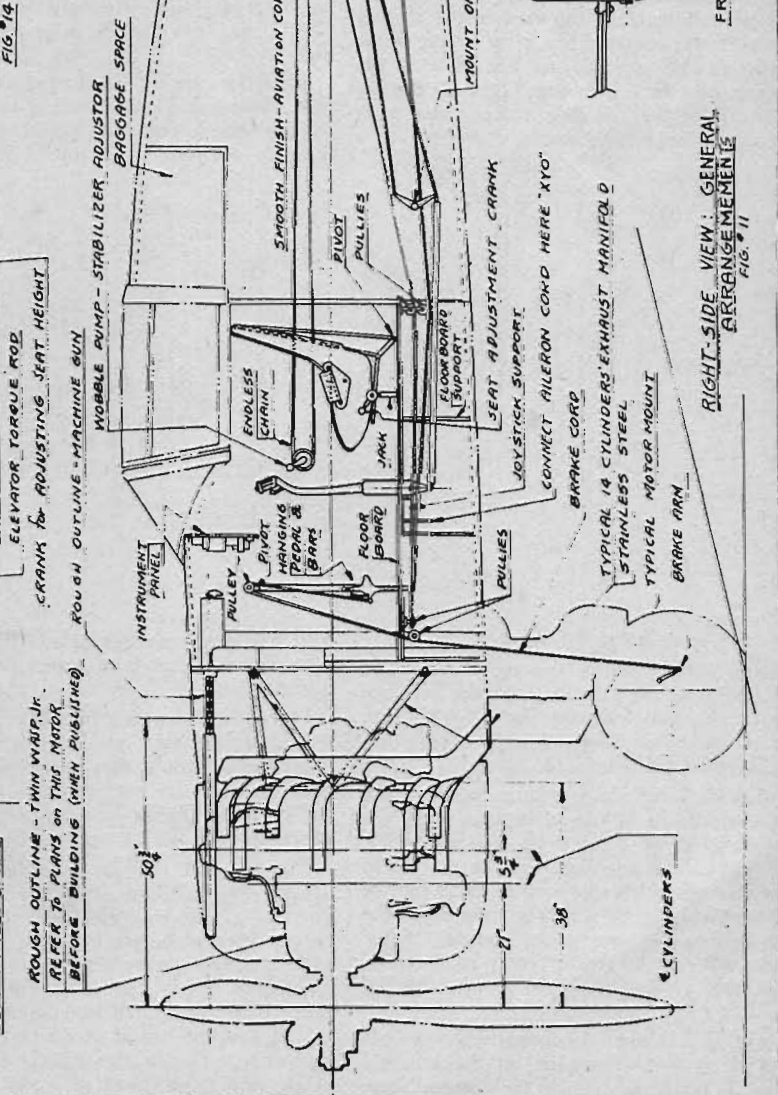 FIG. #14
ELEVATOR TORQUE ROD
CRANK for ADJUSTING SEAT HEIGHT
ROUGH OUTLINE - MACHINE GUN
WOBBLE PUMP - STABILIZER ADJUSTOR
BAGGAGE SPACE
ROUGH OUTLINE - TWIN WASP, Jr.
REFER To PLANS on THIS MOTOR
BEFORE BUILDING (WHEN PUBLISHED)
INSTRUMENT
PANEL
PULLEY
PIVOT
HANGING
PEDAL &
BARS
FLOOR
BOARD
ENDLESS
CHAIN
SMOOTH FINISH - AVIATION
JACK
PIVOT
PULLIES
FLOOR BOARD
SUPPORT
MOUNT
SEAT ADJUSTMENT CRANK
JOYSTICK SUPPORT
CONNECT AILERON CORD HERE "XYO"
PULLIES
BRAKE CORD
TYPICAL 14 CYLINDERS' EXHAUST MANIFOLD
STAINLESS STEEL
TYPICAL MOTOR MOUNT
BRAKE ARM
50 3/4"
5 3/4"
21"
38"
℄ CYLINDERS
RIGHT-SIDE VIEW: GENERAL
ARRANGEMEMENTS
FIG. #11